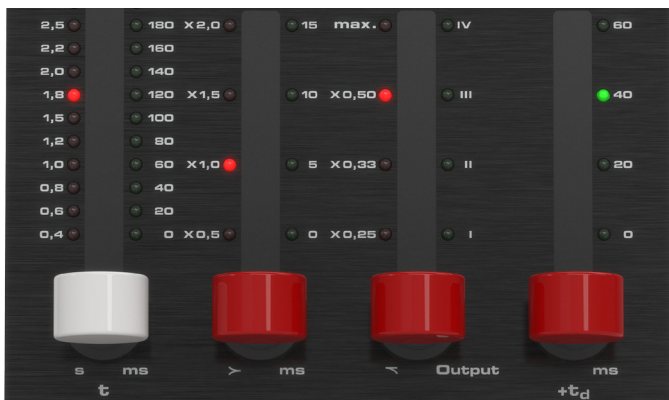 2,5 180 X2,0 15 max. IV 60
2,2 160
2,0 140
1,8 120 X1,5 10 X0,50 III 40
1,5 100
1,2 80
1,0 60 X1,0 5 X0,33 II 20
0,8 40
0,6 20
0,4 0 X0,5 0 X0,25 I 0
s ms ms Output ms
t +td